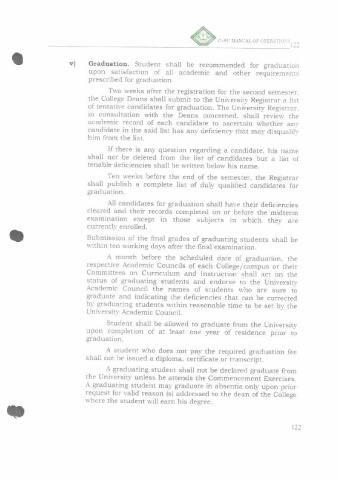 CvSU MANUAL OF OPERATIONS 122
v) Graduation. Student shall be recommended for graduation
upon satisfaction of all academic and other requirements
prescribed for graduation.
Two weeks after the registration for the second semester,
the College Deans shall submit to the University Registrar a list
of tentative candidates for graduation. The University Registrar,
in consultation with the Deans concerned, shall review the
academic record of each candidate to ascertain whether any
candidate in the said list has any deficiency that may disqualify
him from the list.
If there is any question regarding a candidate, his name
shall not be deleted from the list of candidates but a list of
tenable deficiencies shall be written below his name.
Ten weeks before the end of the semester, the Registrar
shall publish a complete list of duly qualified candidates for
graduation.
All candidates for graduation shall have their deficiencies
cleared and their records completed on or before the midterm
examination except in those subjects in which they are
currently enrolled.
Submission of the final grades of graduating students shall be
within ten working days after the final examination.
A month before the scheduled date of graduation, the
respective Academic Councils of each College/campus or their
Committees on Curriculum and Instruction shall act on the
status of graduating students and endorse to the University
Academic Council the names of students who are sure to
graduate and indicating the deficiencies that can be corrected
by graduating students within reasonable time to be set by the
University Academic Council.
Student shall be allowed to graduate from the University
upon completion of at least one year of residence prior to
graduation.
A student who does not pay the required graduation fee
shall not be issued a diploma, certificate or transcript.
A graduating student shall not be declared graduate from
the University unless he attends the Commencement Exercises.
A graduating student may graduate in absentia only upon prior
request for valid reason (s) addressed to the dean of the College
where the student will earn his degree.
122